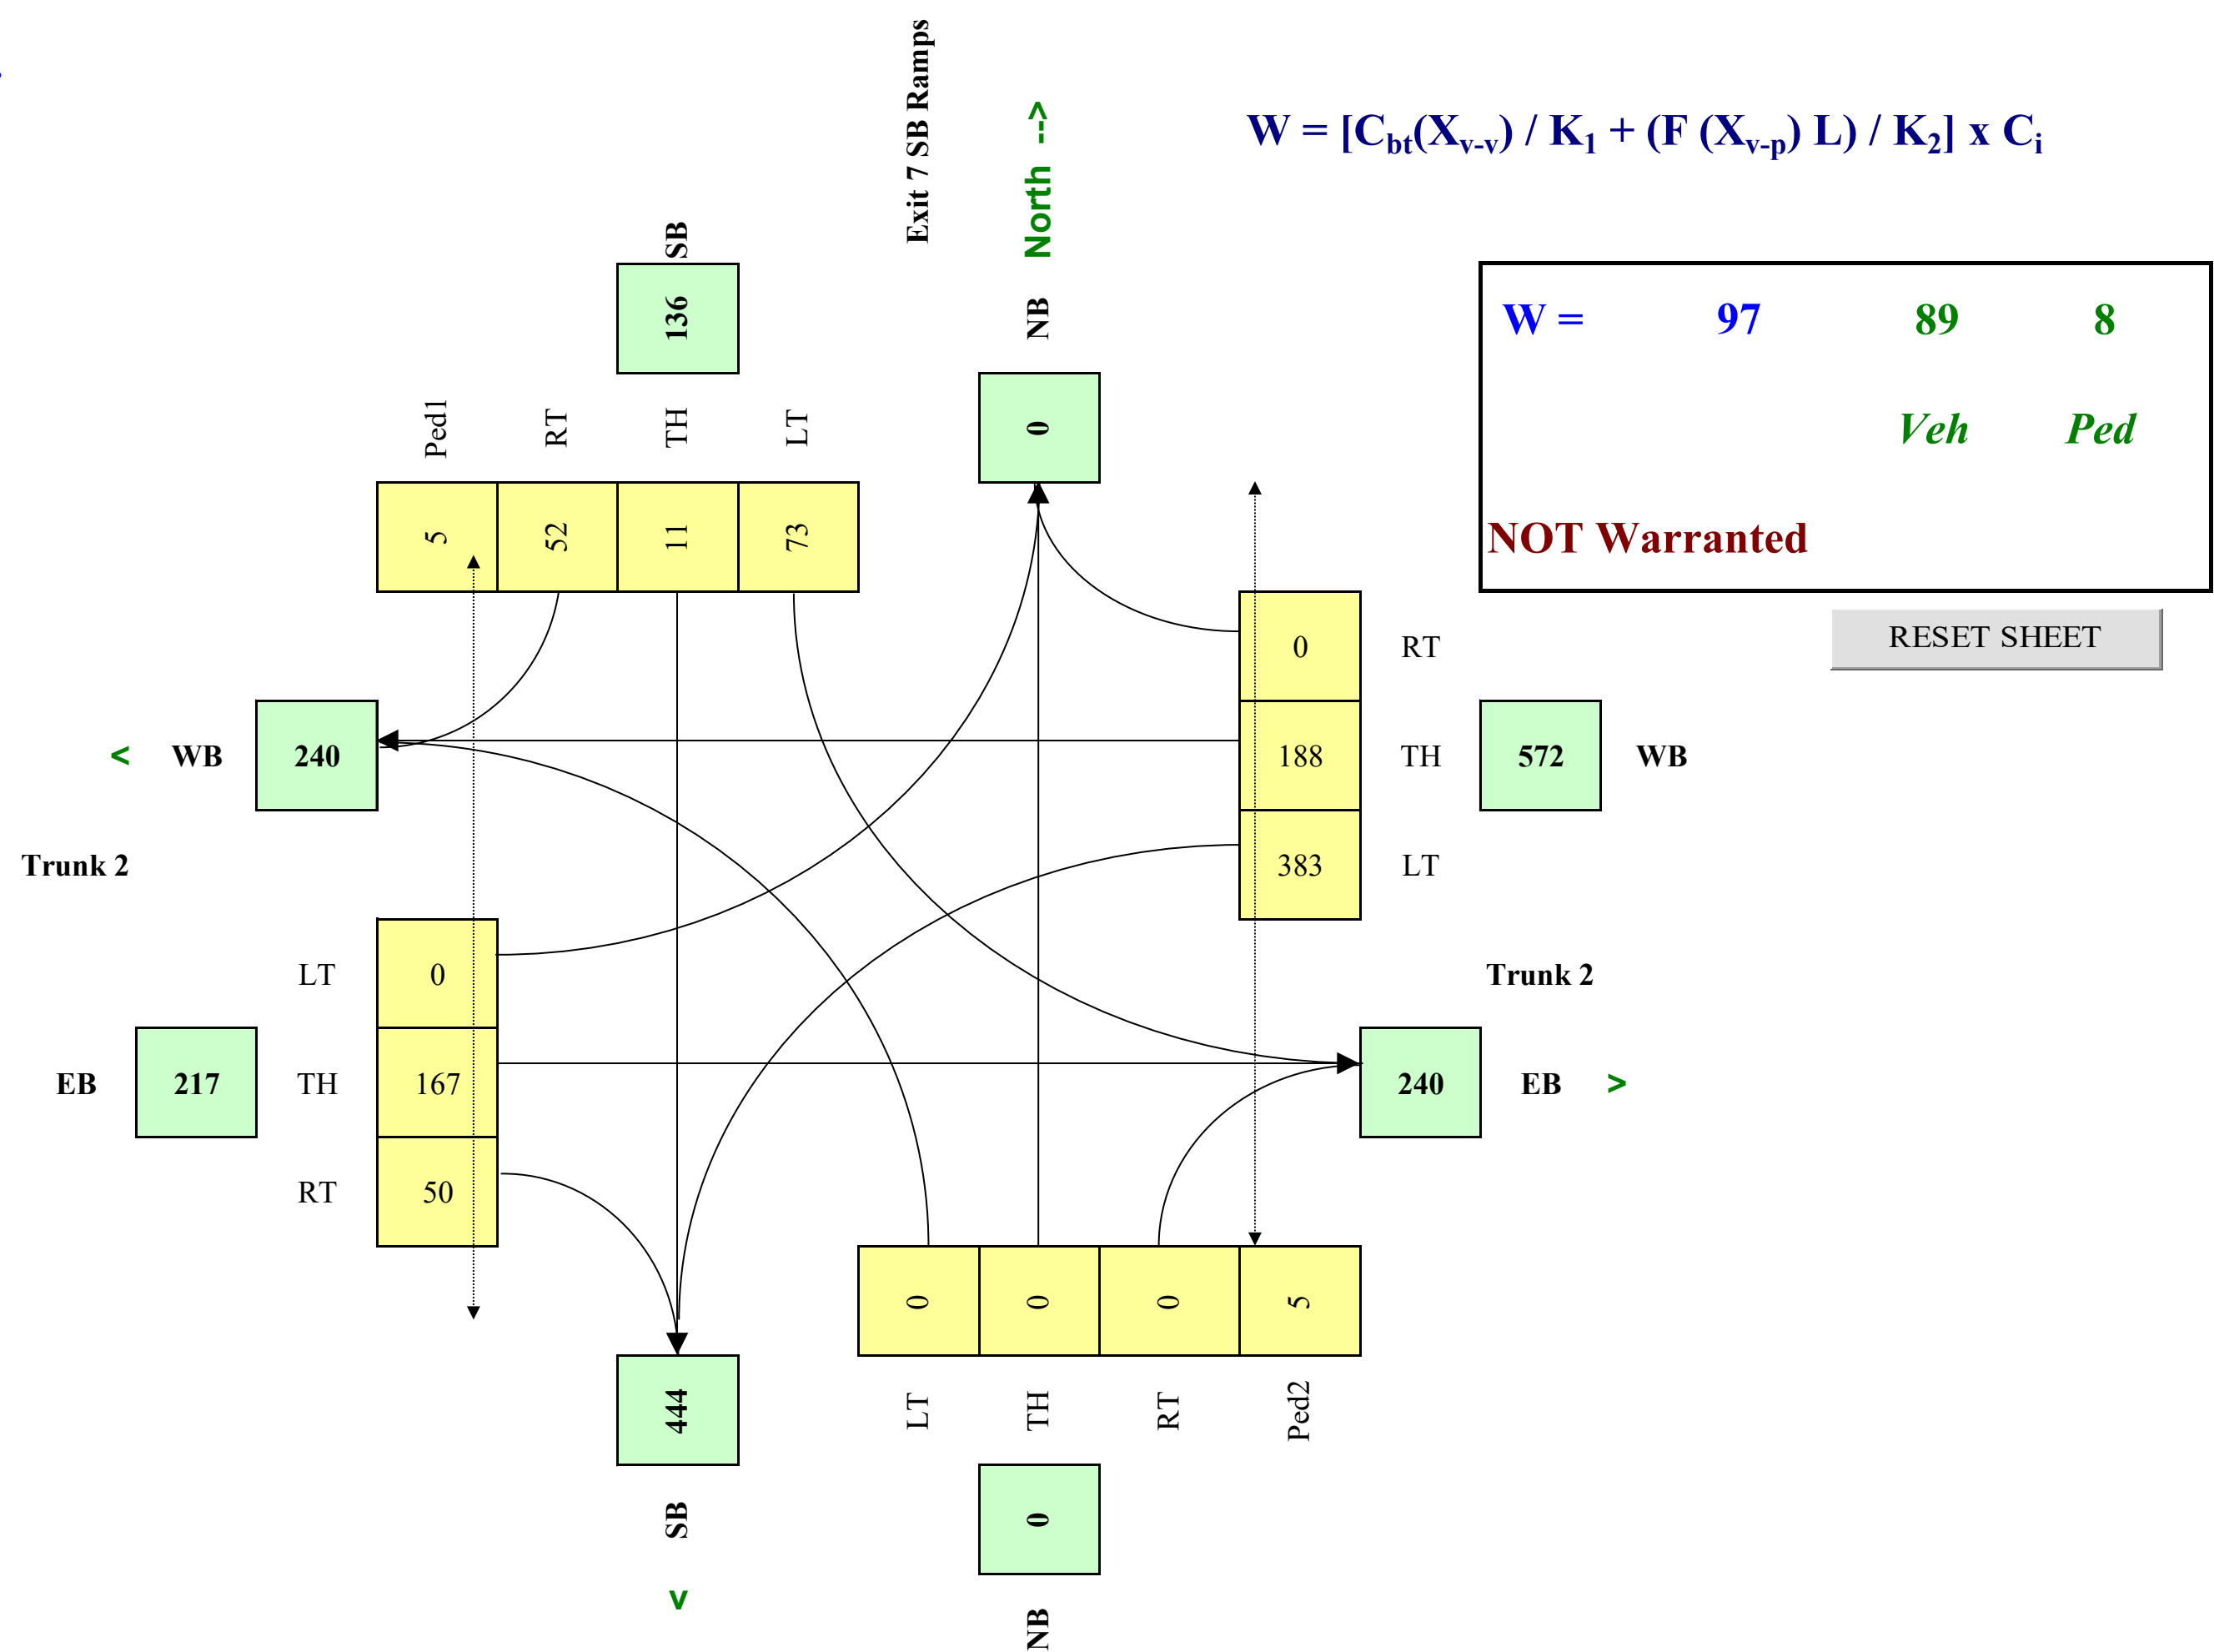 Exit 7 SB Ramps
North -->
W = [Cbt(Xv-v) / K1 + (F (Xv-p) L) / K2] x Ci
SB
136
NB
0
W = 97 89 8
Veh Ped
NOT Warranted
RESET SHEET
Ped1 RT TH LT
5 52 11 73
0 RT
188 TH 572 WB
383 LT
< WB 240
Trunk 2
Trunk 2
LT 0
EB 217 TH 167
RT 50
240 EB >
0 0 0 5
LT TH RT Ped2
444
SB
<
0
NB